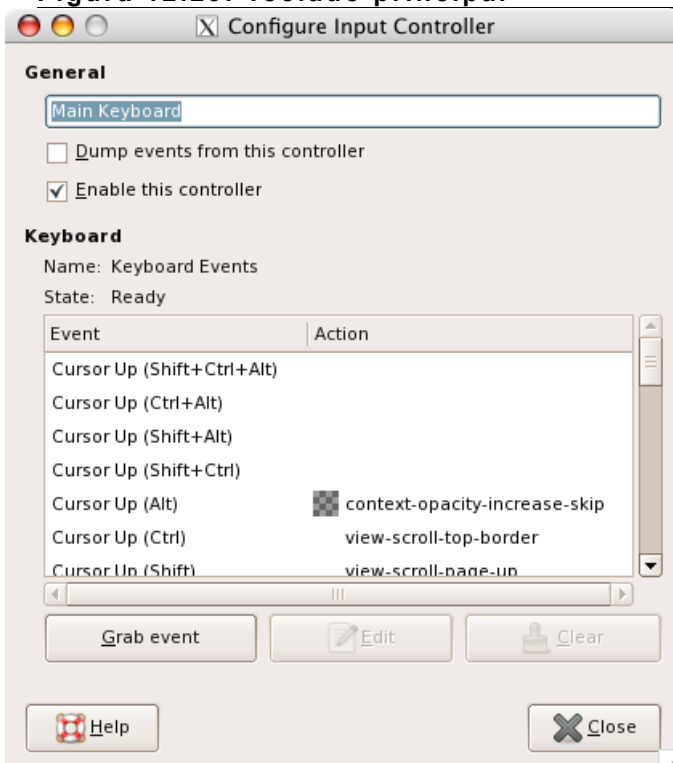 Configure Input Controller
General
Main Keyboard
Dump events from this controller
Enable this controller
Keyboard
Name: Keyboard Events
State: Ready
Event Action
Cursor Up (Shift+Ctrl+Alt)
Cursor Up (Ctrl+Alt)
Cursor Up (Shift+Alt)
Cursor Up (Shift+Ctrl)
Cursor Up (Alt) context-opacity-increase-skip
Cursor Up (Ctrl) view-scroll-top-border
Cursor Up (Shift) view-scroll-page-up
Grab event Edit Clear
Help Close